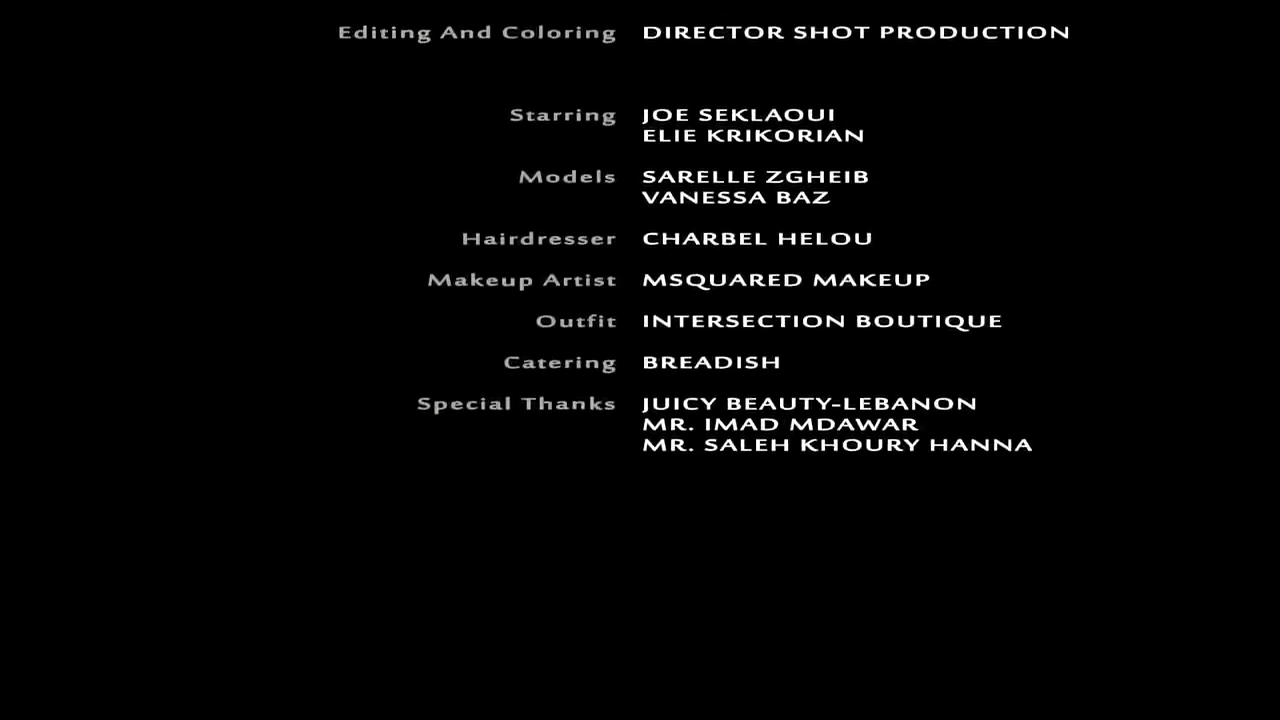 Editing And Coloring DIRECTOR SHOT PRODUCTION
Starring JOE SEKLAOUI
ELIE KRIKORIAN
Models SARELLE ZGHEIB
VANESSA BAZ
Hairdresser CHARBEL HELOU
Makeup Artist MSQUARED MAKEUP
Outfit INTERSECTION BOUTIQUE
Catering BREADISH
Special Thanks JUICY BEAUTY-LEBANON
MR. IMAD MDAWAR
MR. SALEH KHOURY HANNA